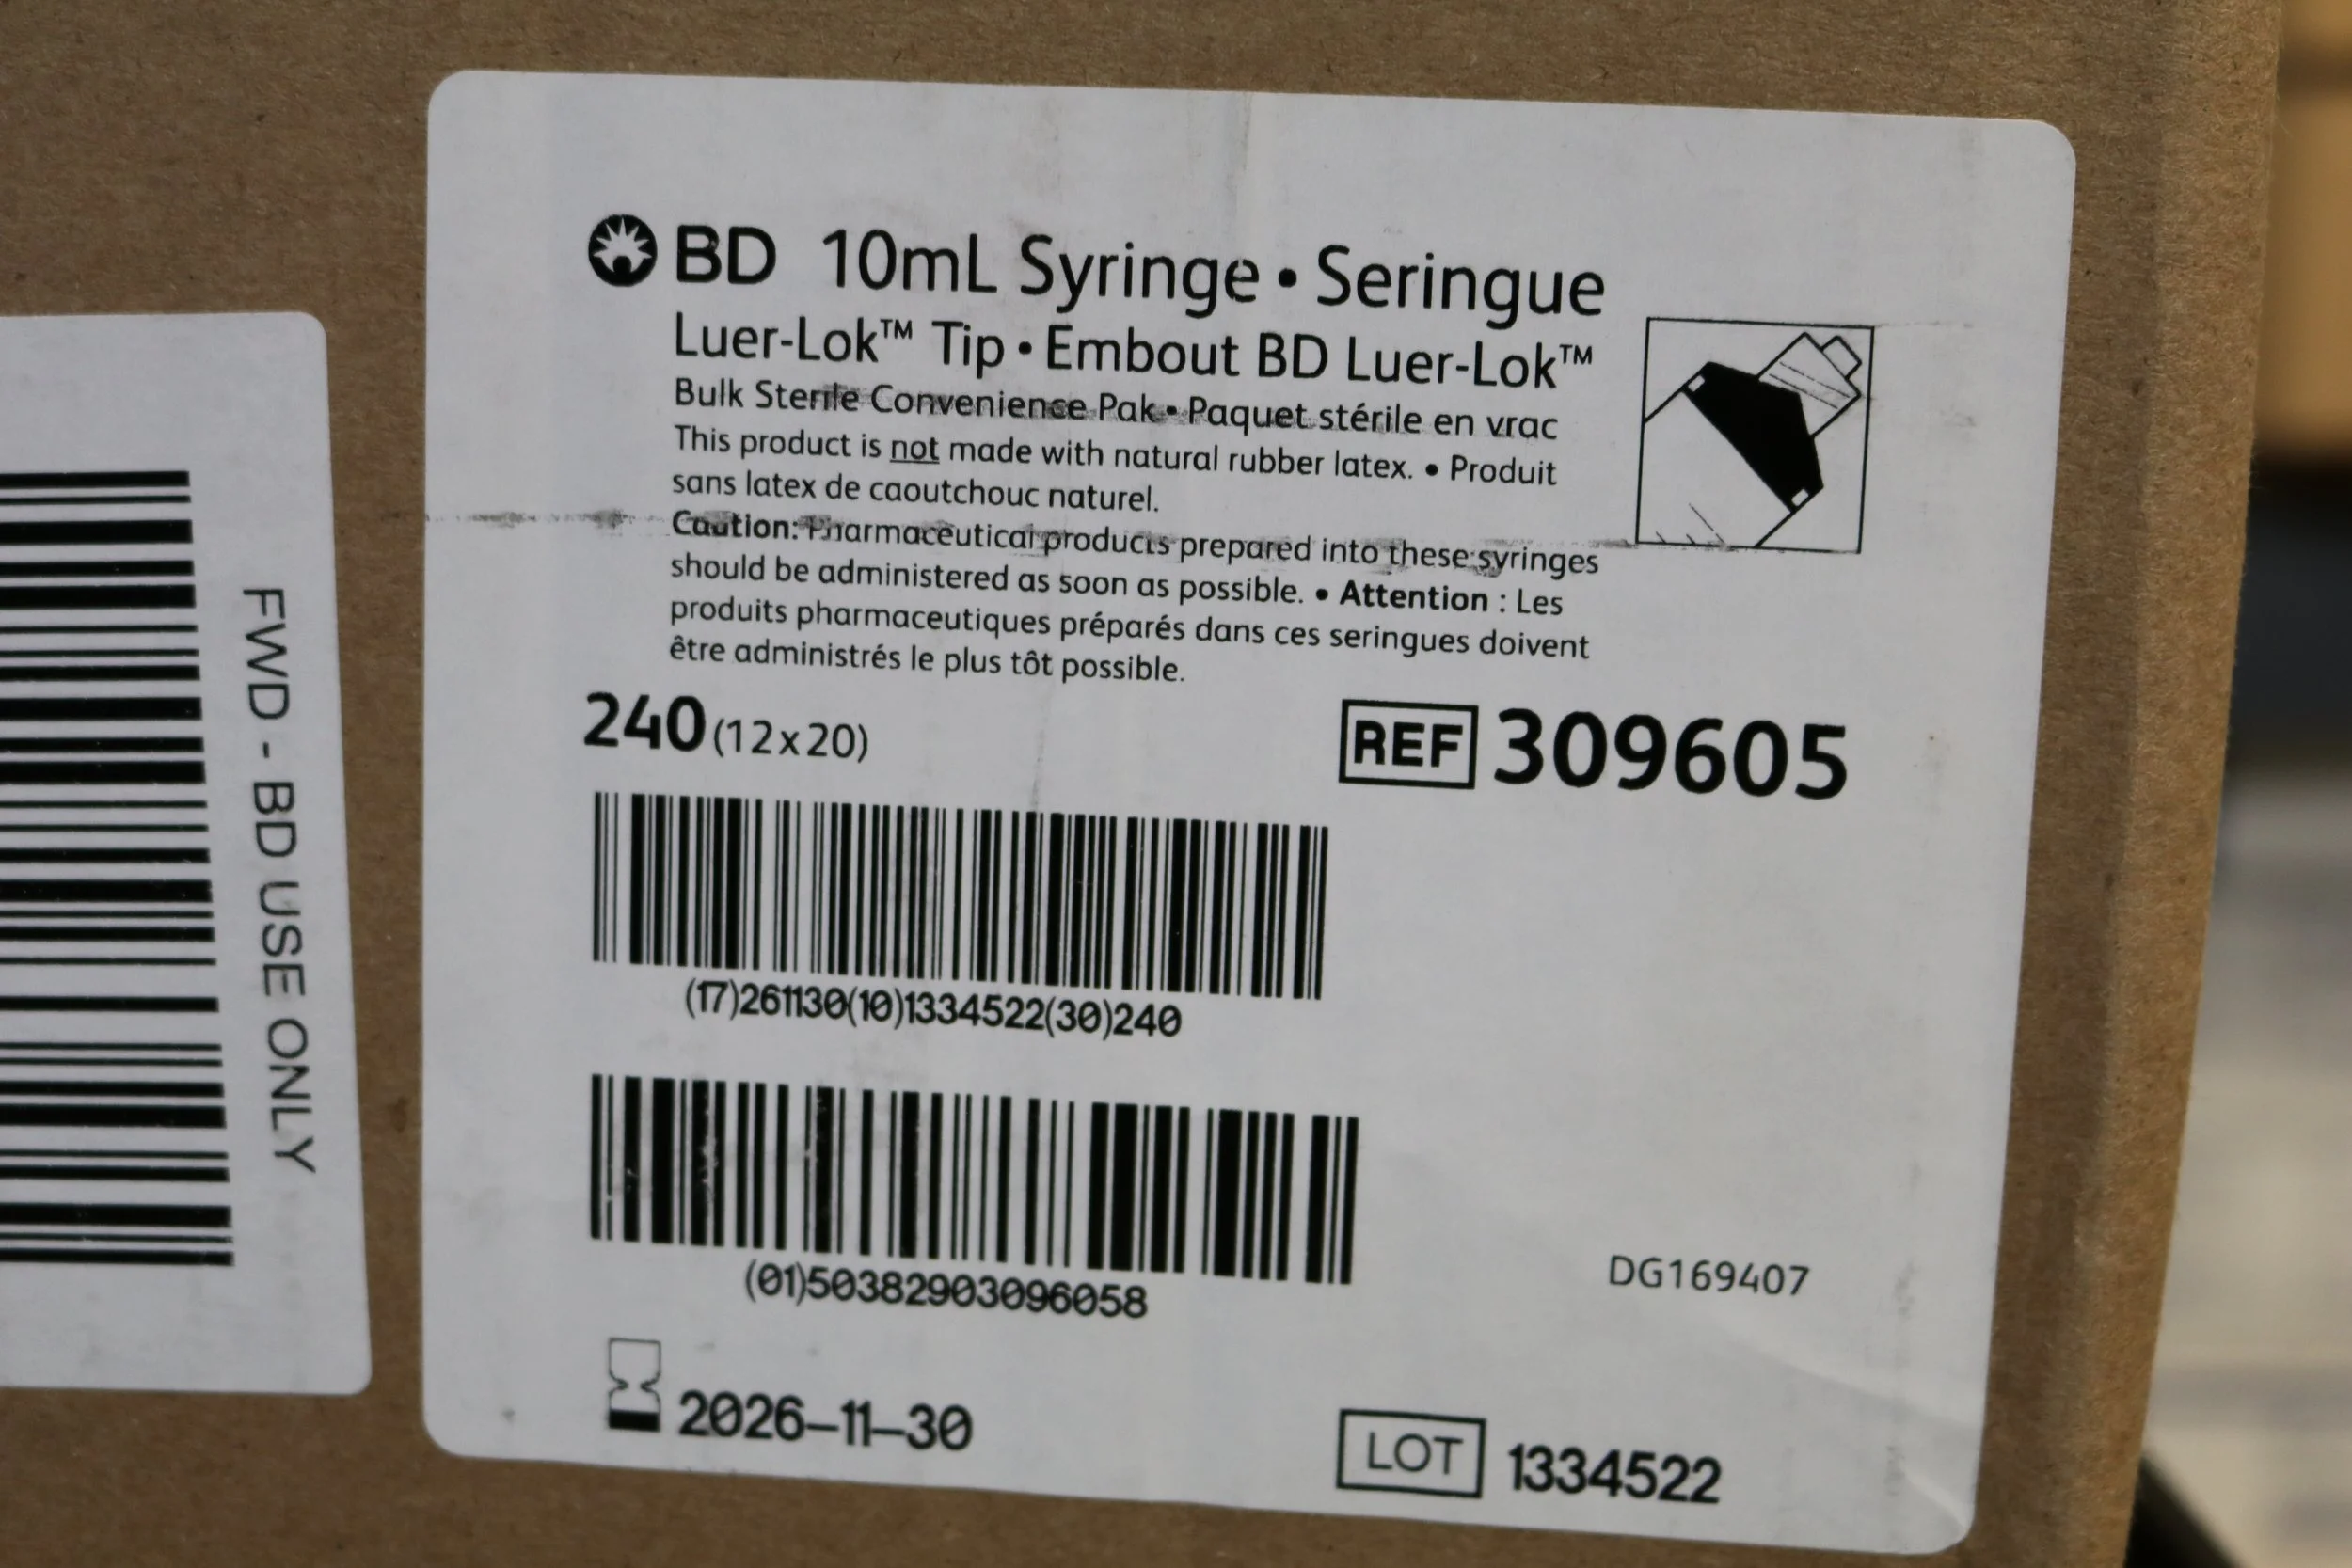 BD 10mL Syringe • Seringue
Luer-Lok™ Tip • Embout BD Luer-Lok™
Bulk Sterile Convenience Pak • Paquet stérile en vrac
This product is not made with natural rubber latex. • Produit
sans latex de caoutchouc naturel.
Caution: Pharmaceutical products prepared into these syringes
should be administered as soon as possible. • Attention : Les
produits pharmaceutiques préparés dans ces seringues doivent
être administrés le plus tôt possible.
240 (12x20)
REF 309605
(17)261130(10)1334522(30)240
(01)50382903096058
DG169407
2026-11-30
LOT 1334522
FWD - BD USE ONLY